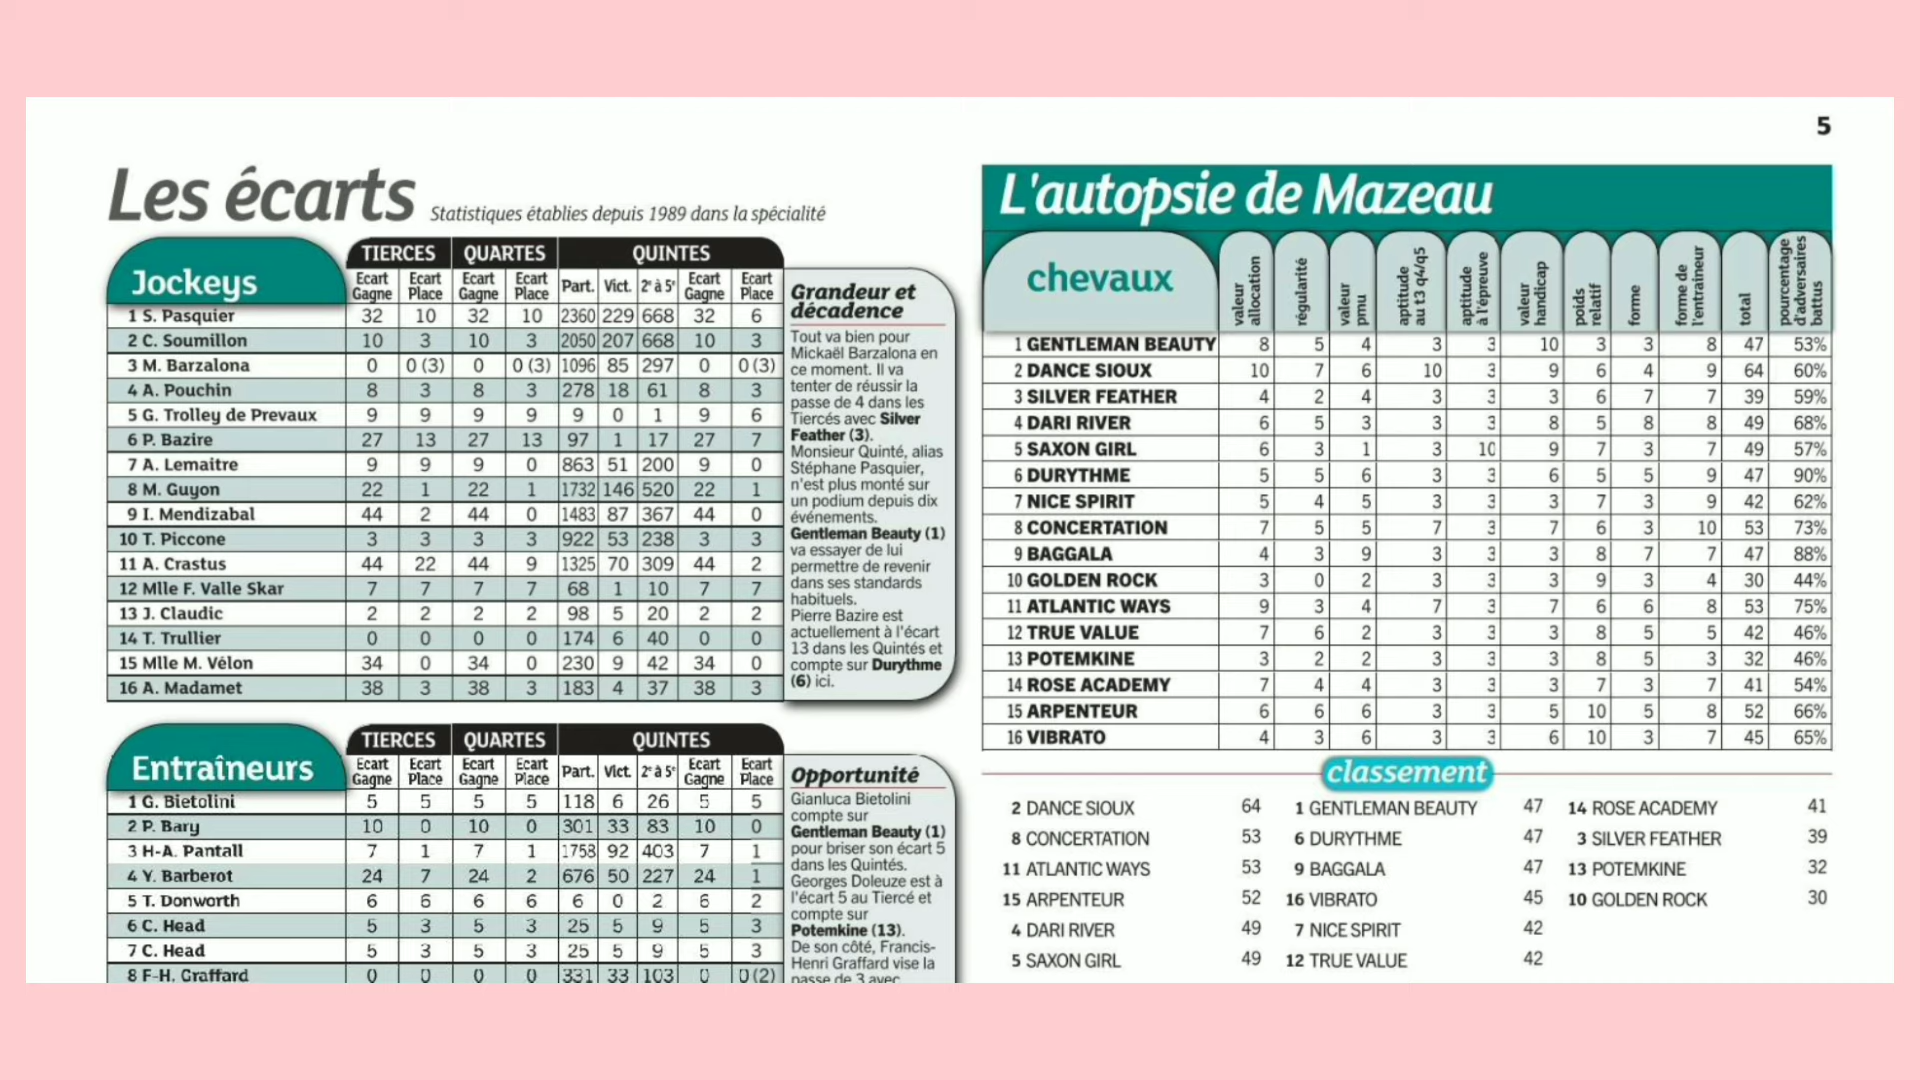 5
Les écarts Statistiques établies depuis 1989 dans la spécialité
TIERCES QUARTES QUINTES
Jockeys Ecart Gagne Ecart Place Ecart Gagne Ecart Place Part. Vict. 2e à 5e Ecart Gagne Ecart Place
1 S. Pasquier 32 10 32 10 2360 229 668 32 6
2 C. Soumillon 10 3 10 3 2050 207 668 10 3
3 M. Barzalona 0 0 (3) 0 0 (3) 1096 85 297 0 0 (3)
4 A. Pouchin 8 3 8 3 278 18 61 8 3
5 G. Trolley de Prevaux 9 9 9 9 9 0 1 9 6
6 P. Bazire 27 13 27 13 97 1 17 27 7
7 A. Lemaitre 9 9 9 0 863 51 200 9 0
8 M. Guyon 22 1 22 1 1732 146 520 22 1
9 I. Mendizabal 44 2 44 0 1483 87 367 44 0
10 T. Piccone 3 3 3 3 922 53 238 3 3
11 A. Crastus 44 22 44 9 1325 70 309 44 2
12 Mlle F. Valle Skar 7 7 7 7 68 1 10 7 7
13 J. Claudic 2 2 2 2 98 5 20 2 2
14 T. Trullier 0 0 0 0 174 6 40 0 0
15 Mlle M. Vélon 34 0 34 0 230 9 42 34 0
16 A. Madamet 38 3 38 3 183 4 37 38 3
Grandeur et
décadence
Tout va bien pour
Mickaël Barzalona en
ce moment. Il va
tenter de réussir la
passe de 4 dans les
Tiercés avec Silver
Feather (3).
Monsieur Quinté, alias
Stéphane Pasquier,
n'est plus monté sur
un podium depuis dix
événements.
Gentleman Beauty (1)
va essayer de lui
permettre de revenir
dans ses standards
habituels.
Pierre Bazire est
actuellement à l'écart
13 dans les Quintés et
compte sur Durythme
(6) ici.
TIERCES QUARTES QUINTES
Entraîneurs Ecart Gagne Ecart Place Ecart Gagne Ecart Place Part. Vict. 2e à 5e Ecart Gagne Ecart Place
1 G. Bietolini 5 5 5 5 118 6 26 5 5
2 P. Bary 10 0 10 0 301 33 83 10 0
3 H-A. Pantall 7 1 7 1 1758 92 403 7 1
4 Y. Barberot 24 7 24 2 676 50 227 24 1
5 T. Donworth 6 6 6 6 6 0 2 6 2
6 C. Head 5 3 5 3 25 5 9 5 3
7 C. Head 5 3 5 3 25 5 9 5 3
8 F-H. Graffard 0 0 0 0 331 33 103 0 0 (2)
Opportunité
Gianluca Bietolini
compte sur
Gentleman Beauty (1)
pour briser son écart 5
dans les Quintés.
Georges Doleuze est à
l'écart 5 au Tiercé et
compte sur
Potemkine (13).
De son côté, Francis-
Henri Graffard vise la
passe de 3 avec
L'autopsie de Mazeau
chevaux valeur allocation régularité valeur pmu aptitude au t3 q4/q5 aptitude à l'épreuve valeur handicap poids relatif forme forme de l'entraineur total pourcentage d'adversaires battus
1 GENTLEMAN BEAUTY 8 5 4 3 3 10 3 3 8 47 53%
2 DANCE SIOUX 10 7 6 10 3 9 6 4 9 64 60%
3 SILVER FEATHER 4 2 4 3 3 3 6 7 7 39 59%
4 DARI RIVER 6 5 3 3 3 8 5 8 8 49 68%
5 SAXON GIRL 6 3 1 3 10 9 7 3 7 49 57%
6 DURYTHME 5 5 6 3 3 6 5 5 9 47 90%
7 NICE SPIRIT 5 4 5 3 3 3 7 3 9 42 62%
8 CONCERTATION 7 5 5 7 3 7 6 3 10 53 73%
9 BAGGALA 4 3 9 3 3 3 8 7 7 47 88%
10 GOLDEN ROCK 3 0 2 3 3 3 9 3 4 30 44%
11 ATLANTIC WAYS 9 3 4 7 3 7 6 6 8 53 75%
12 TRUE VALUE 7 6 2 3 3 3 8 5 5 42 46%
13 POTEMKINE 3 2 2 3 3 3 8 5 3 32 46%
14 ROSE ACADEMY 7 4 4 3 3 3 7 3 7 41 54%
15 ARPENTEUR 6 6 6 3 3 5 10 5 8 52 66%
16 VIBRATO 4 3 6 3 3 6 10 3 7 45 65%
classement
2 DANCE SIOUX 64 1 GENTLEMAN BEAUTY 47 14 ROSE ACADEMY 41
8 CONCERTATION 53 6 DURYTHME 47 3 SILVER FEATHER 39
11 ATLANTIC WAYS 53 9 BAGGALA 47 13 POTEMKINE 32
15 ARPENTEUR 52 16 VIBRATO 45 10 GOLDEN ROCK 30
4 DARI RIVER 49 7 NICE SPIRIT 42
5 SAXON GIRL 49 12 TRUE VALUE 42